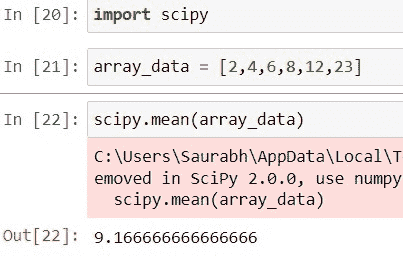 In [20]: import scipy
In [21]: array_data = [2,4,6,8,12,23]
In [22]: scipy.mean(array_data)
C:\Users\Saurabh\AppData\Local\T
emoved in SciPy 2.0.0, use numpy
scipy.mean(array_data)
Out[22]: 9.166666666666666